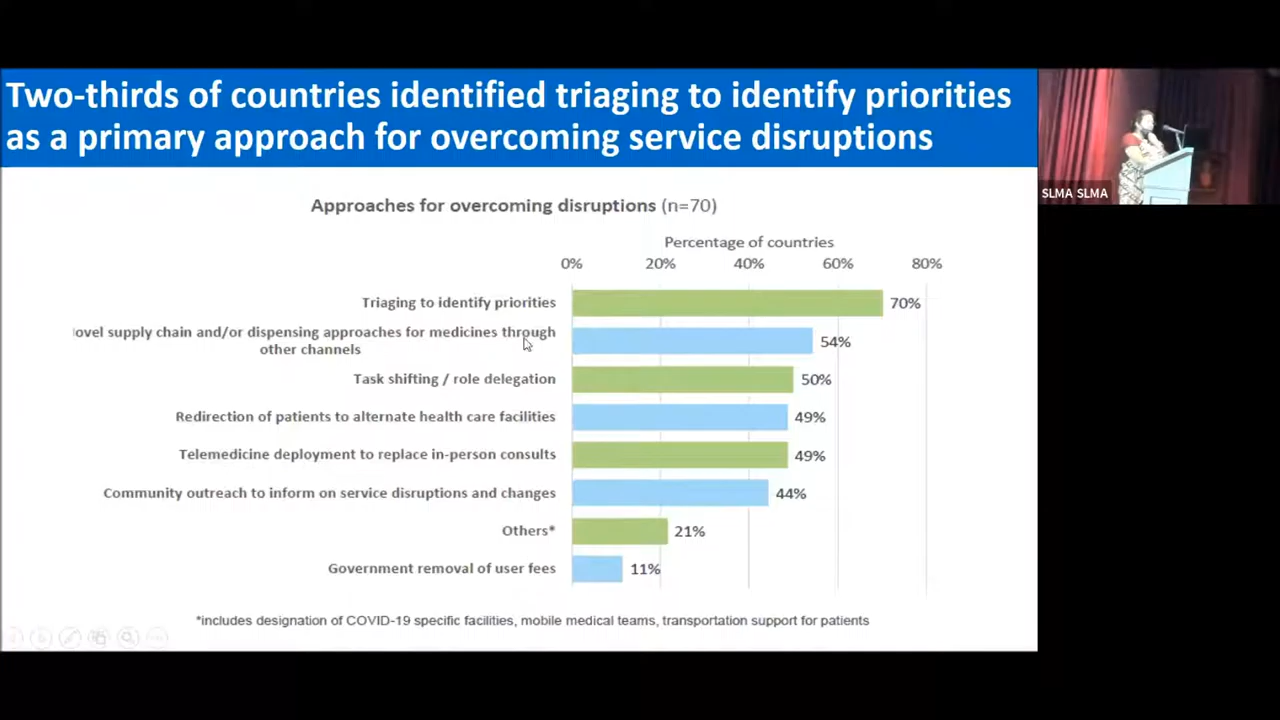 Two-thirds of countries identified triaging to identify priorities
as a primary approach for overcoming service disruptions
SLMA SLMA
Approaches for overcoming disruptions (n=70)
Percentage of countries
0% 20% 40% 60% 80%
Triaging to identify priorities 70%
ovel supply chain and/or dispensing approaches for medicines through
other channels 54%
Task shifting / role delegation 50%
Redirection of patients to alternate health care facilities 49%
Telemedicine deployment to replace in-person consults 49%
Community outreach to inform on service disruptions and changes 44%
Others* 21%
Government removal of user fees 11%
*includes designation of COVID-19 specific facilities, mobile medical teams, transportation support for patients